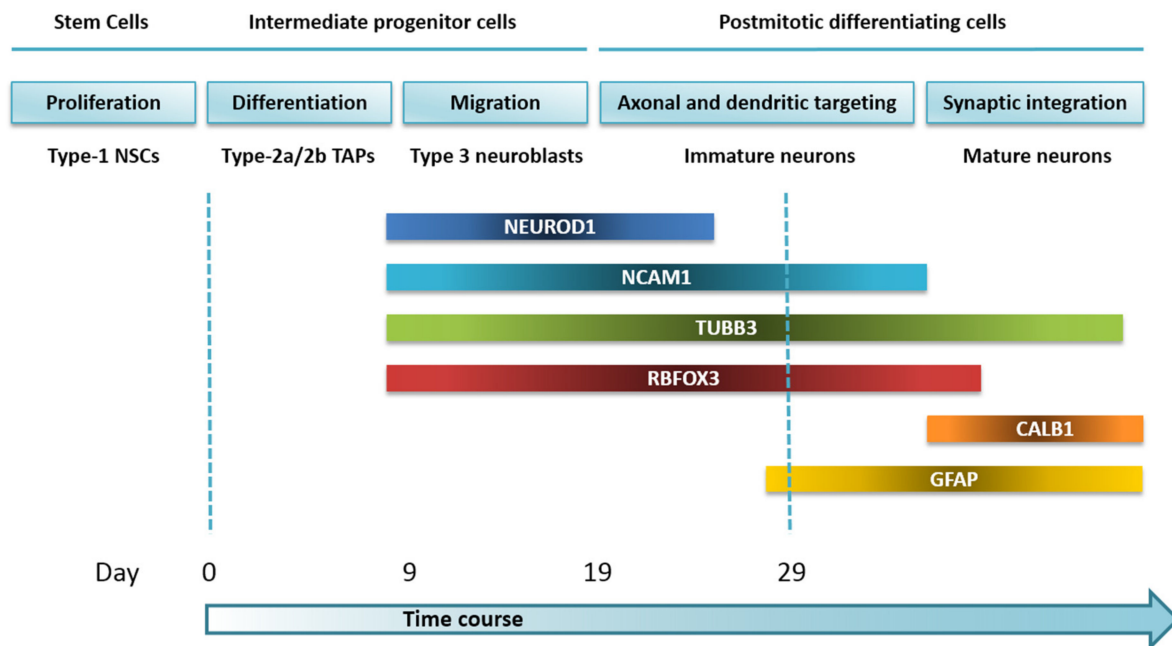 Stem Cells Intermediate progenitor cells Postmitotic differentiating cells
Proliferation Differentiation Migration Axonal and dendritic targeting Synaptic integration
Type-1 NSCs Type-2a/2b TAPs Type 3 neuroblasts Immature neurons Mature neurons
NEUROD1
NCAM1
TUBB3
RBFOX3
CALB1
GFAP
Day 0 9 19 29
Time course